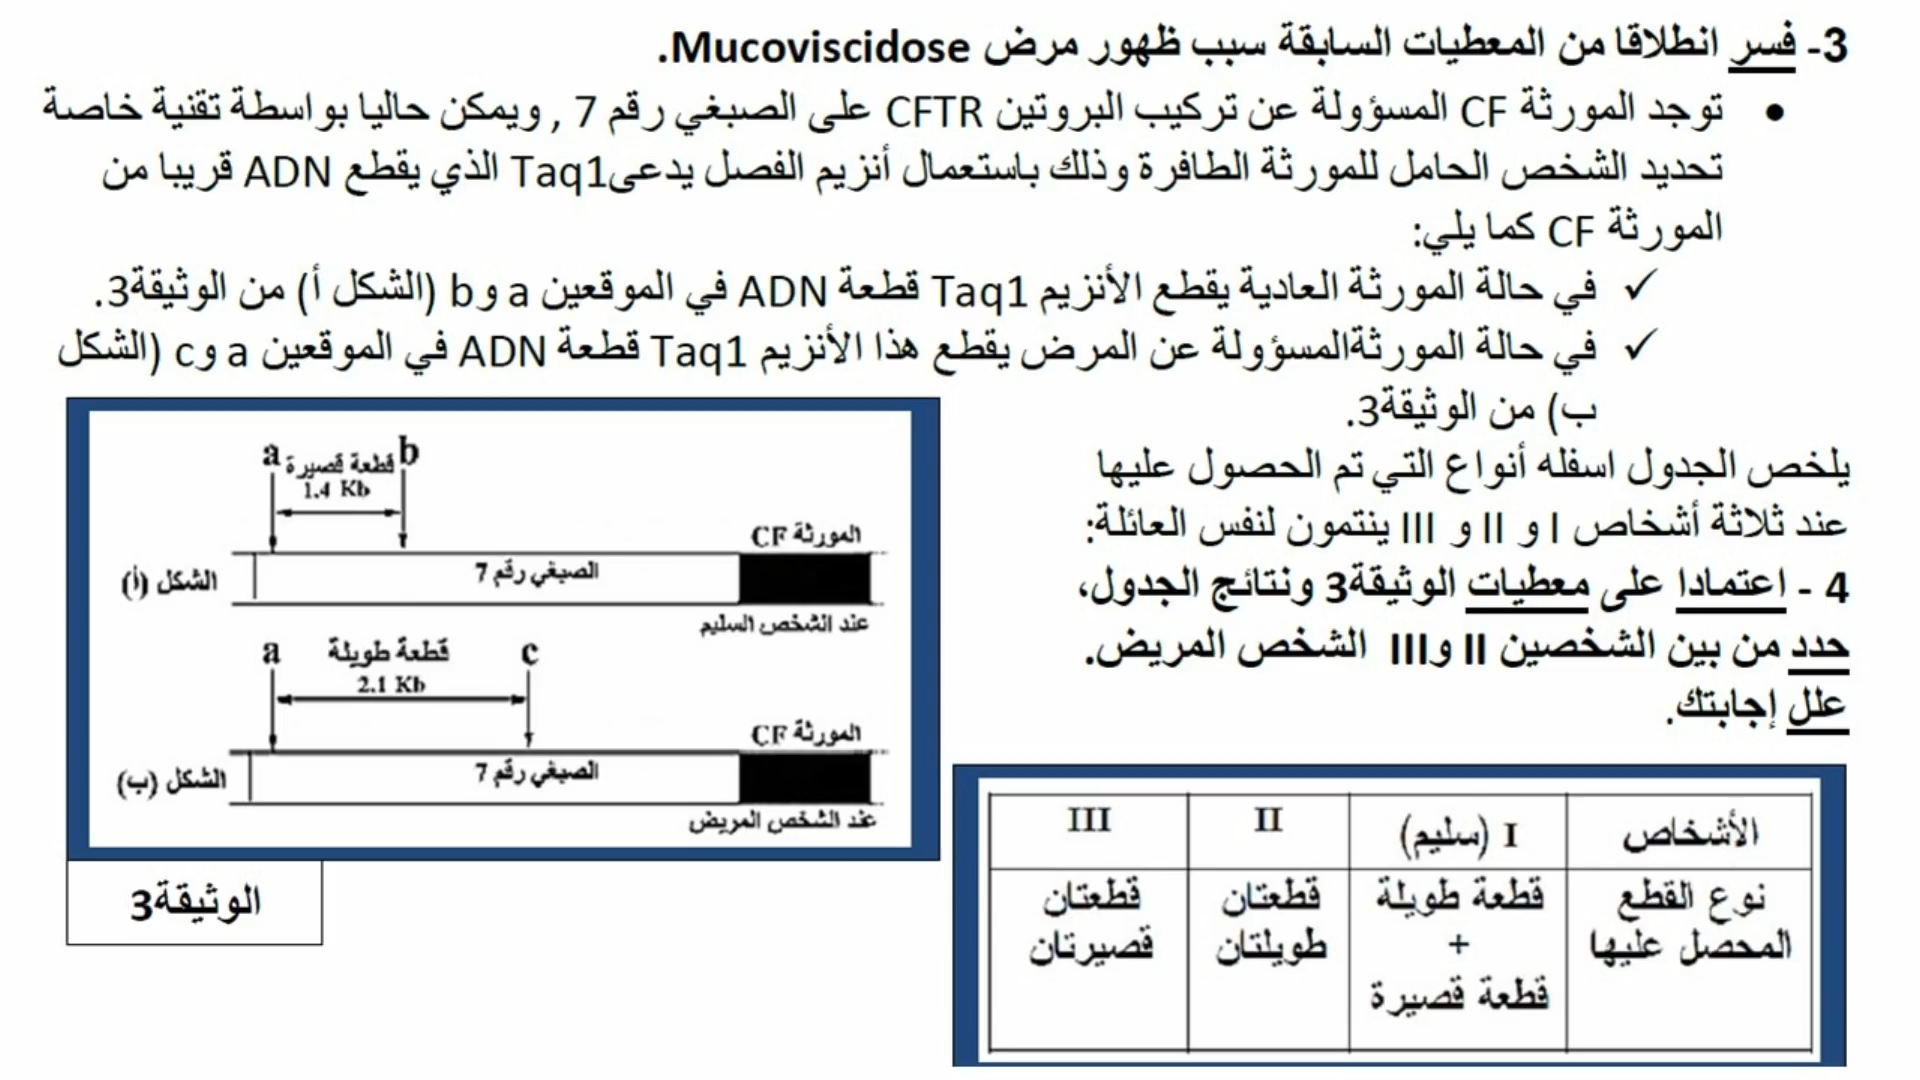 3- فسر انطلاقا من المعطيات السابقة سبب ظهور مرض Mucoviscidose.
• توجد المورثة CF المسؤولة عن تركيب البروتين CFTR على الصبغي رقم 7 , ويمكن حاليا بواسطة تقنية خاصة
تحديد الشخص الحامل للمورثة الطافرة وذلك باستعمال أنزيم الفصل يدعىTaq1 الذي يقطع ADN قريبا من
المورثة CF كما يلي:
✓ في حالة المورثة العادية يقطع الأنزيم Taq1 قطعة ADN في الموقعين a وb (الشكل أ) من الوثيقة3.
✓ في حالة المورثةالمسؤولة عن المرض يقطع هذا الأنزيم Taq1 قطعة ADN في الموقعين a وc (الشكل
ب) من الوثيقة3.
يلخص الجدول اسفله أنواع التي تم الحصول عليها
عند ثلاثة أشخاص I و II و III ينتمون لنفس العائلة:
4 - اعتمادا على معطيات الوثيقة3 ونتائج الجدول،
حدد من بين الشخصين II وIII الشخص المريض.
علل إجابتك.
a قطعة قصيرة b
1.4 Kb
المورثة CF
الصبغي رقم 7
الشكل (أ)
عند الشخص السليم
a قطعة طويلة c
2.1 Kb
المورثة CF
الصبغي رقم 7
الشكل (ب)
عند الشخص المريض
الوثيقة3
الأشخاص I (سليم) II III
نوع القطع قطعة طويلة قطعتان قطعتان
المحصل عليها + طويلتان قصيرتان
قطعة قصيرة